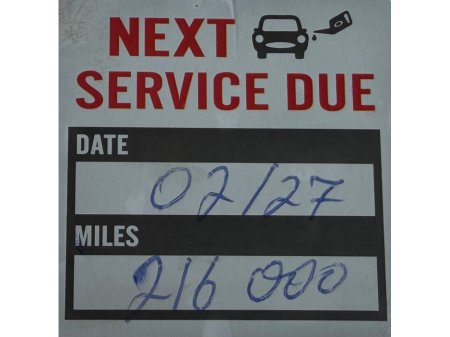 NEXT
SERVICE DUE
DATE
02/27
MILES
216 000